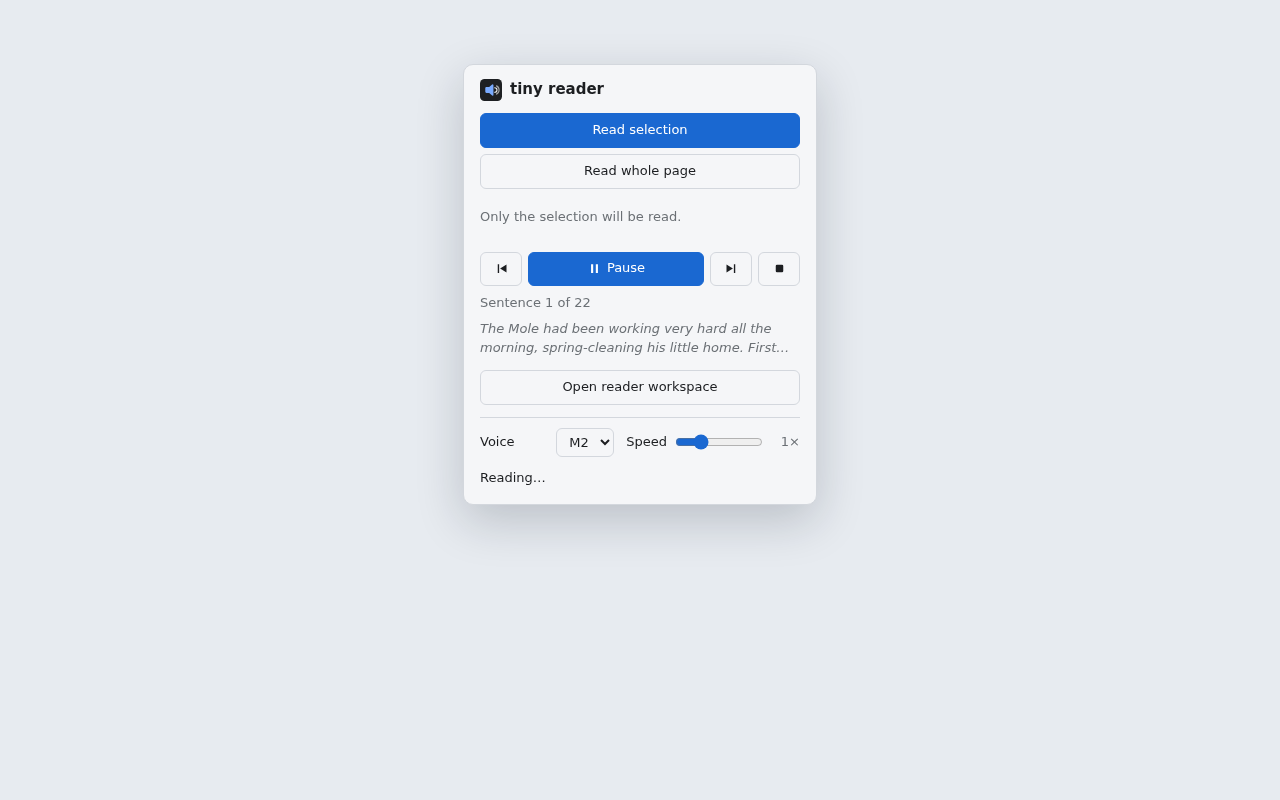 tiny reader
Read selection
Read whole page
Only the selection will be read.
Pause
Sentence 1 of 22
The Mole had been working very hard all the
morning, spring-cleaning his little home. First…
Open reader workspace
Voice M2 Speed 1×
Reading…